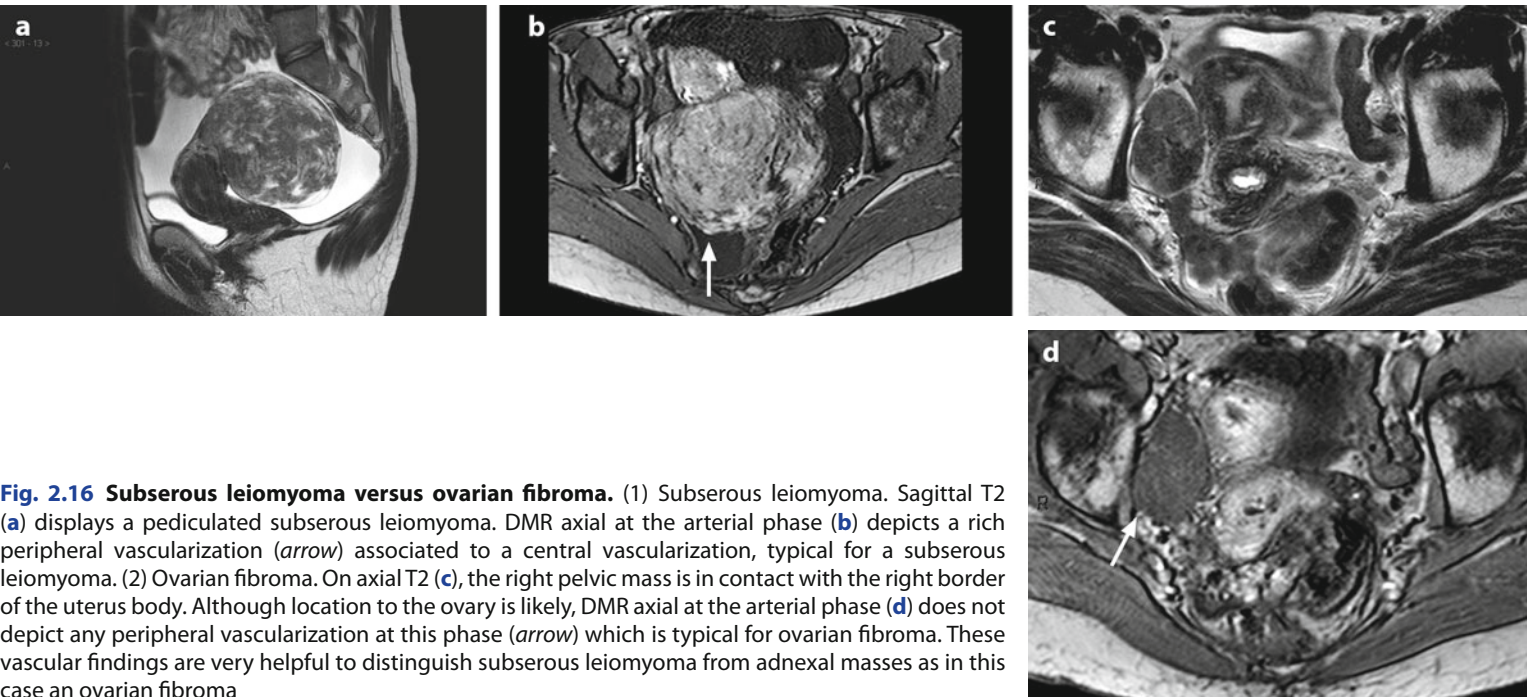 a
< 301 - 13 >
A
b
c
d
R
Fig. 2.16 Subserous leiomyoma versus ovarian fibroma. (1) Subserous leiomyoma. Sagittal T2
(a) displays a pediculated subserous leiomyoma. DMR axial at the arterial phase (b) depicts a rich
peripheral vascularization (arrow) associated to a central vascularization, typical for a subserous
leiomyoma. (2) Ovarian fibroma. On axial T2 (c), the right pelvic mass is in contact with the right border
of the uterus body. Although location to the ovary is likely, DMR axial at the arterial phase (d) does not
depict any peripheral vascularization at this phase (arrow) which is typical for ovarian fibroma. These
vascular findings are very helpful to distinguish subserous leiomyoma from adnexal masses as in this
case an ovarian fibroma